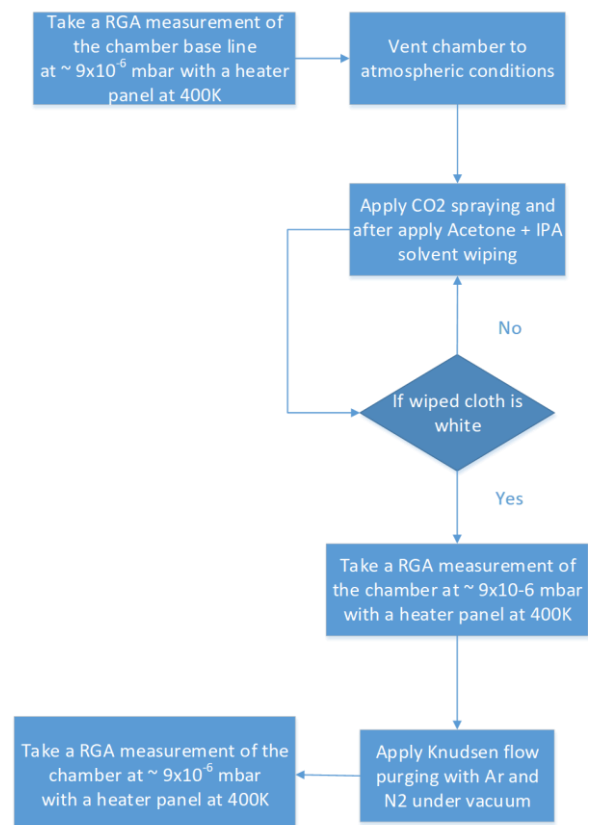 Take a RGA measurement of
the chamber base line
at ~ 9x10⁻⁶ mbar with a heater
panel at 400K
Vent chamber to
atmospheric conditions
Apply CO2 spraying and
after apply Acetone + IPA
solvent wiping
No
If wiped cloth is
white
Yes
Take a RGA measurement of
the chamber at ~ 9x10-6 mbar
with a heater panel at 400K
Take a RGA measurement of the
chamber at ~ 9x10⁻⁶ mbar
with a heater panel at 400K
Apply Knudsen flow
purging with Ar and
N2 under vacuum